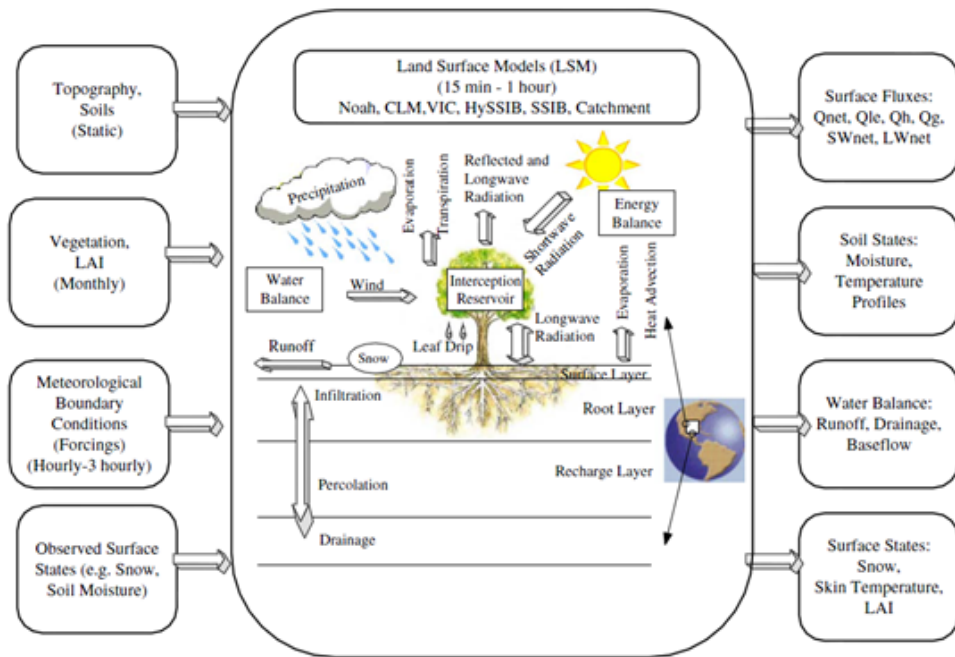 Topography,
Soils
(Static)
Vegetation,
LAI
(Monthly)
Meteorological
Boundary
Conditions
(Forcings)
(Hourly-3 hourly)
Observed Surface
States (e.g. Snow,
Soil Moisture)
Land Surface Models (LSM)
(15 min - 1 hour)
Noah, CLM,VIC, HySSIB, SSIB, Catchment
Precipitation
Evaporation
Transpiration
Reflected and
Longwave
Radiation
Shortwave
Radiation
Energy
Balance
Water
Balance
Wind
Interception
Reservoir
Evaporation
Heat Advection
Longwave
Radiation
Leaf Drip
Runoff
Snow
Surface Layer
Infiltration
Root Layer
Recharge Layer
Percolation
Drainage
Surface Fluxes:
Qnet, Qle, Qh, Qg,
SWnet, LWnet
Soil States:
Moisture,
Temperature
Profiles
Water Balance:
Runoff, Drainage,
Baseflow
Surface States:
Snow,
Skin Temperature,
LAI